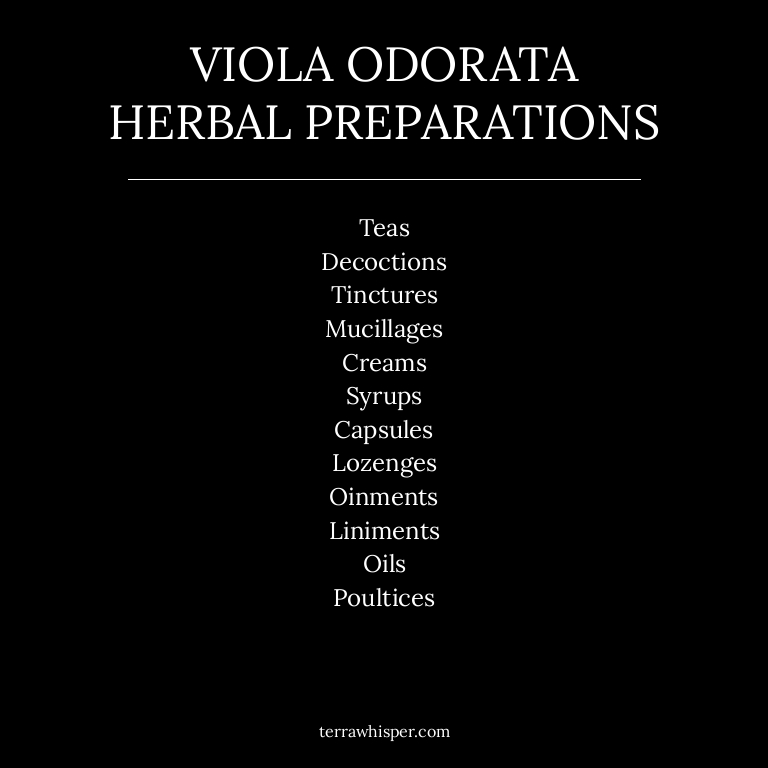 VIOLA ODORATA
HERBAL PREPARATIONS
Teas
Decoctions
Tinctures
Mucillages
Creams
Syrups
Capsules
Lozenges
Oinments
Liniments
Oils
Poultices
terrawhisper.com